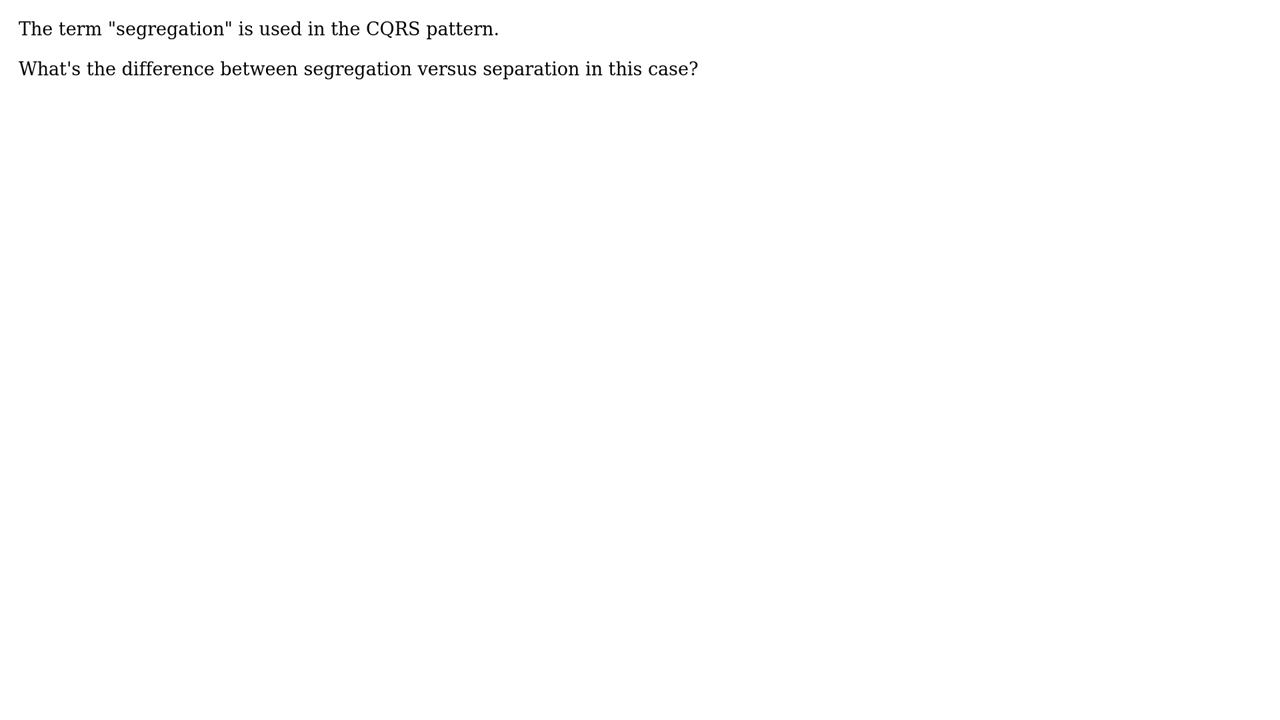 The term "segregation" is used in the CQRS pattern.
What's the difference between segregation versus separation in this case?